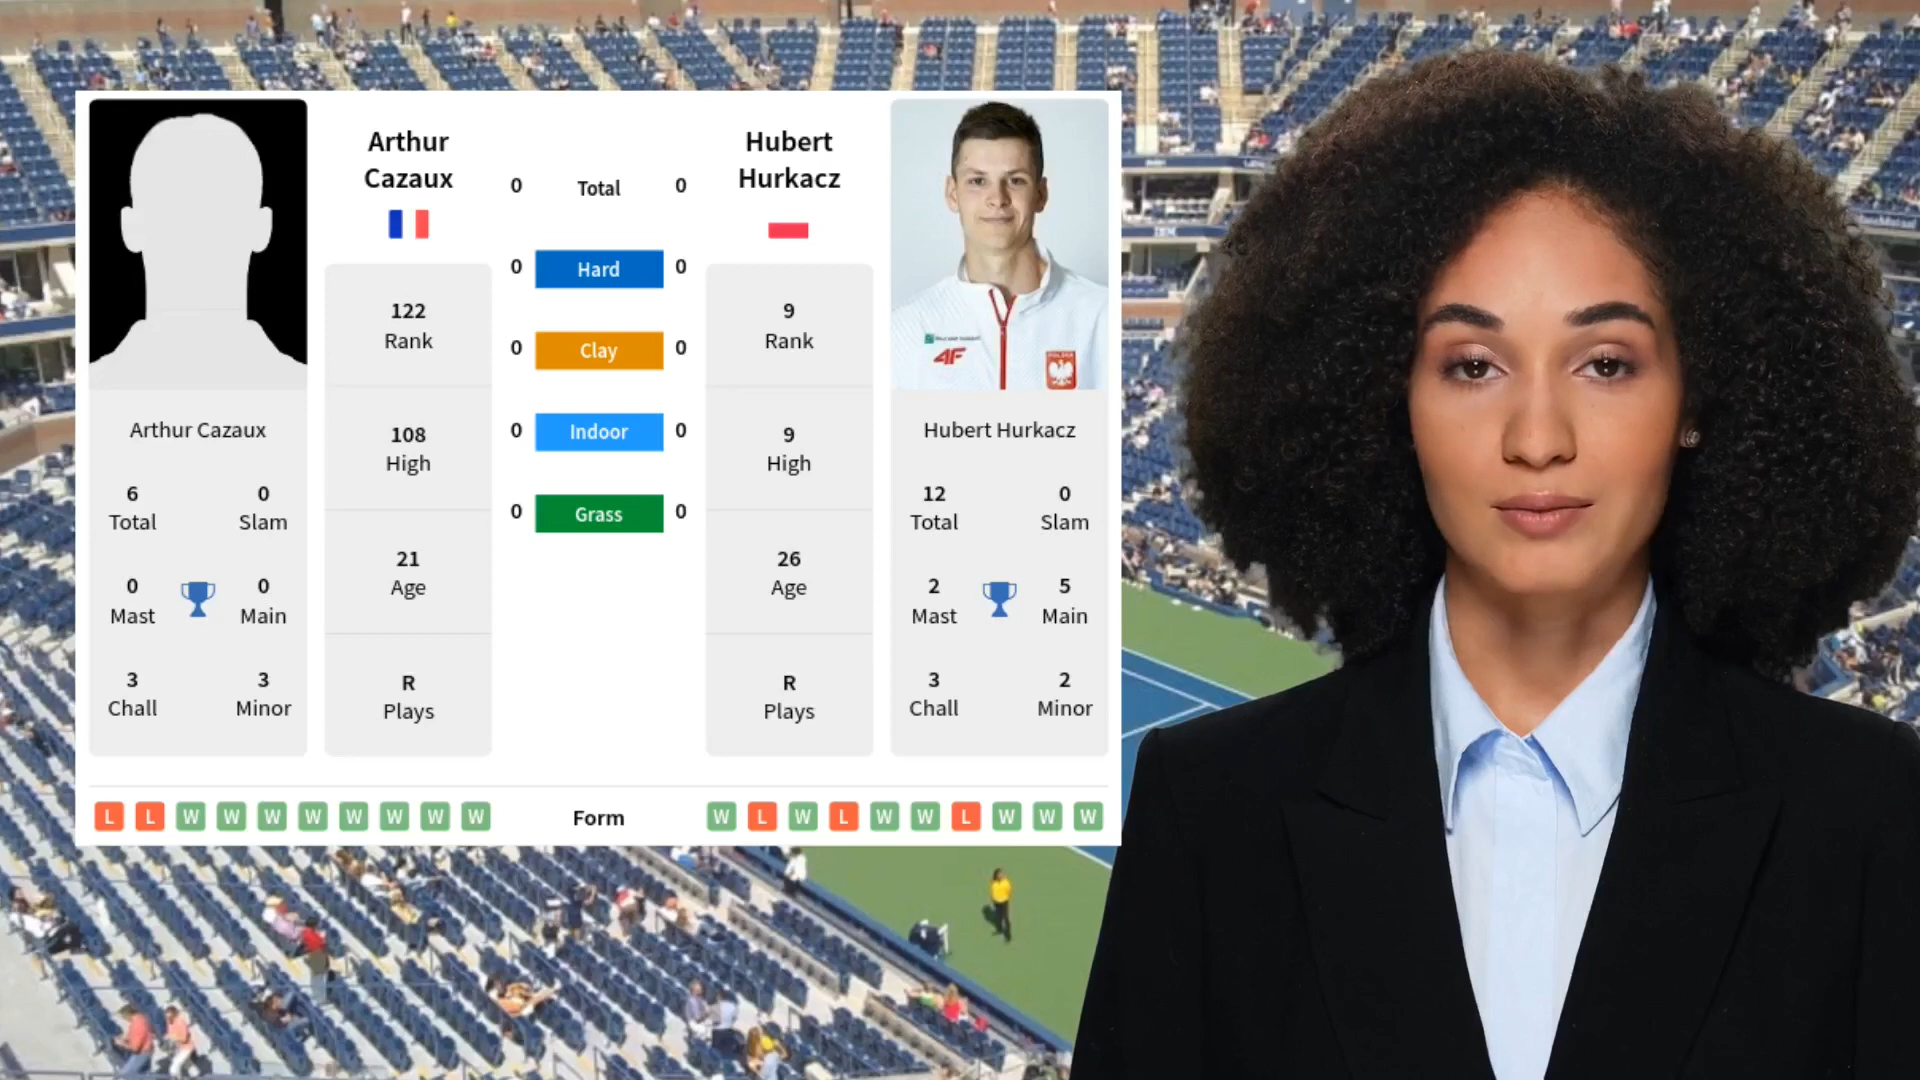 Arthur
Cazaux
Hubert
Hurkacz
0 Total 0
0 Hard 0
0 Clay 0
0 Indoor 0
0 Grass 0
122
Rank
108
High
21
Age
R
Plays
9
Rank
9
High
26
Age
R
Plays
Arthur Cazaux
6 0
Total Slam
0 0
Mast Main
3 3
Chall Minor
4F
POLSKA
Hubert Hurkacz
12 0
Total Slam
2 5
Mast Main
3 2
Chall Minor
L L W W W W W W W W Form W L W L W W L W W W
IBM